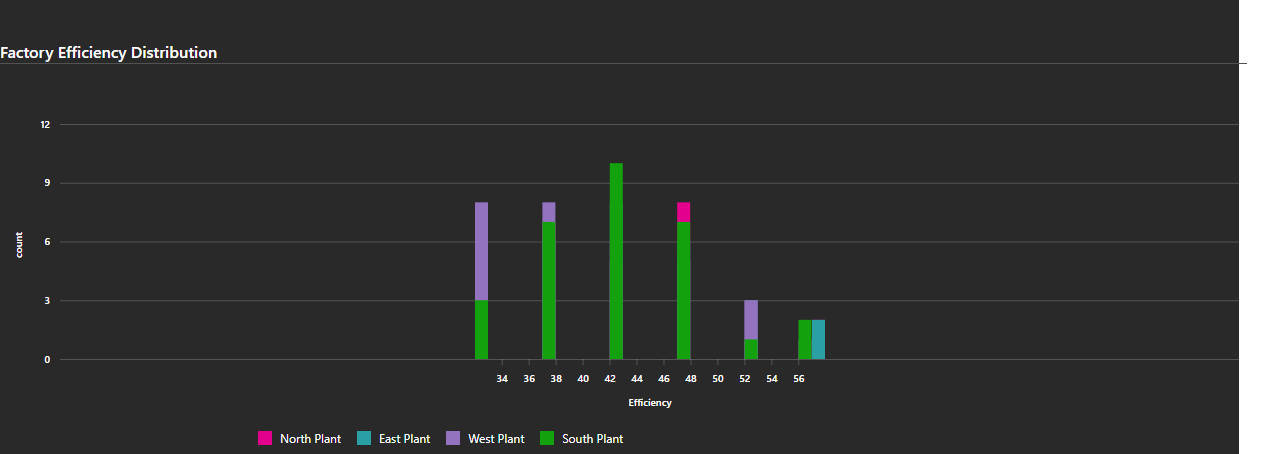 Factory Efficiency Distribution
12
9
6
3
0
count
34 36 38 40 42 44 46 48 50 52 54 56
Efficiency
North Plant East Plant West Plant South Plant